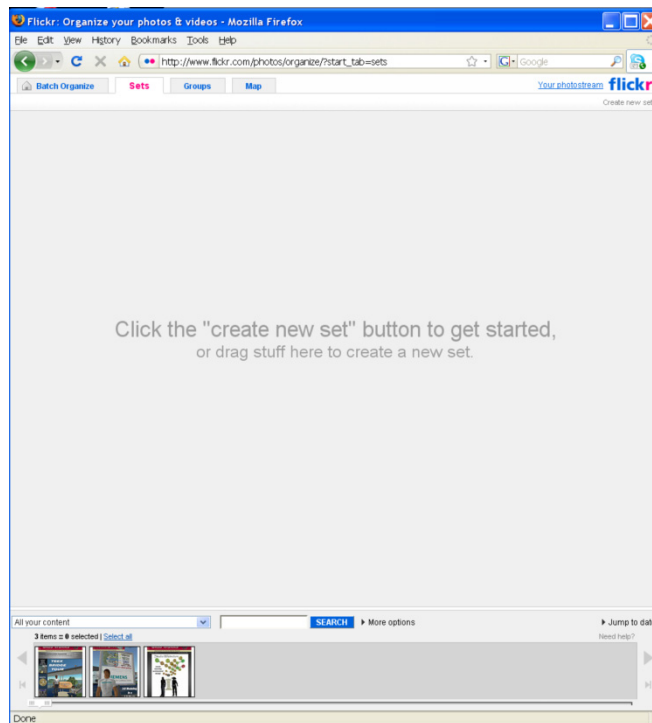 Flickr: Organize your photos & videos - Mozilla Firefox
File Edit View History Bookmarks Tools Help
http://www.flickr.com/photos/organize/?start_tab=sets
Google
Batch Organize Sets Groups Map Your photostream flickr
Create new set
Click the "create new set" button to get started,
or drag stuff here to create a new set.
All your content SEARCH More options Jump to dat
3 items :: 0 selected | Select all Need help?
Done